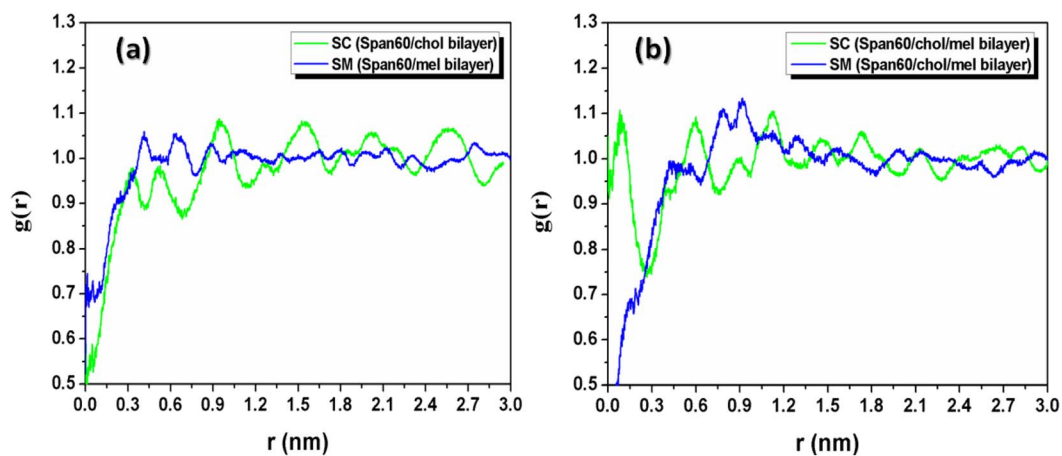 (a)
SC (Span60/chol bilayer)
SM (Span60/mel bilayer)
g(r)
1.3
1.2
1.1
1.0
0.9
0.8
0.7
0.6
0.5
0.0 0.3 0.6 0.9 1.2 1.5 1.8 2.1 2.4 2.7 3.0
r (nm)
(b)
SC (Span60/chol/mel bilayer)
SM (Span60/chol/mel bilayer)
g(r)
1.3
1.2
1.1
1.0
0.9
0.8
0.7
0.6
0.5
0.0 0.3 0.6 0.9 1.2 1.5 1.8 2.1 2.4 2.7 3.0
r (nm)